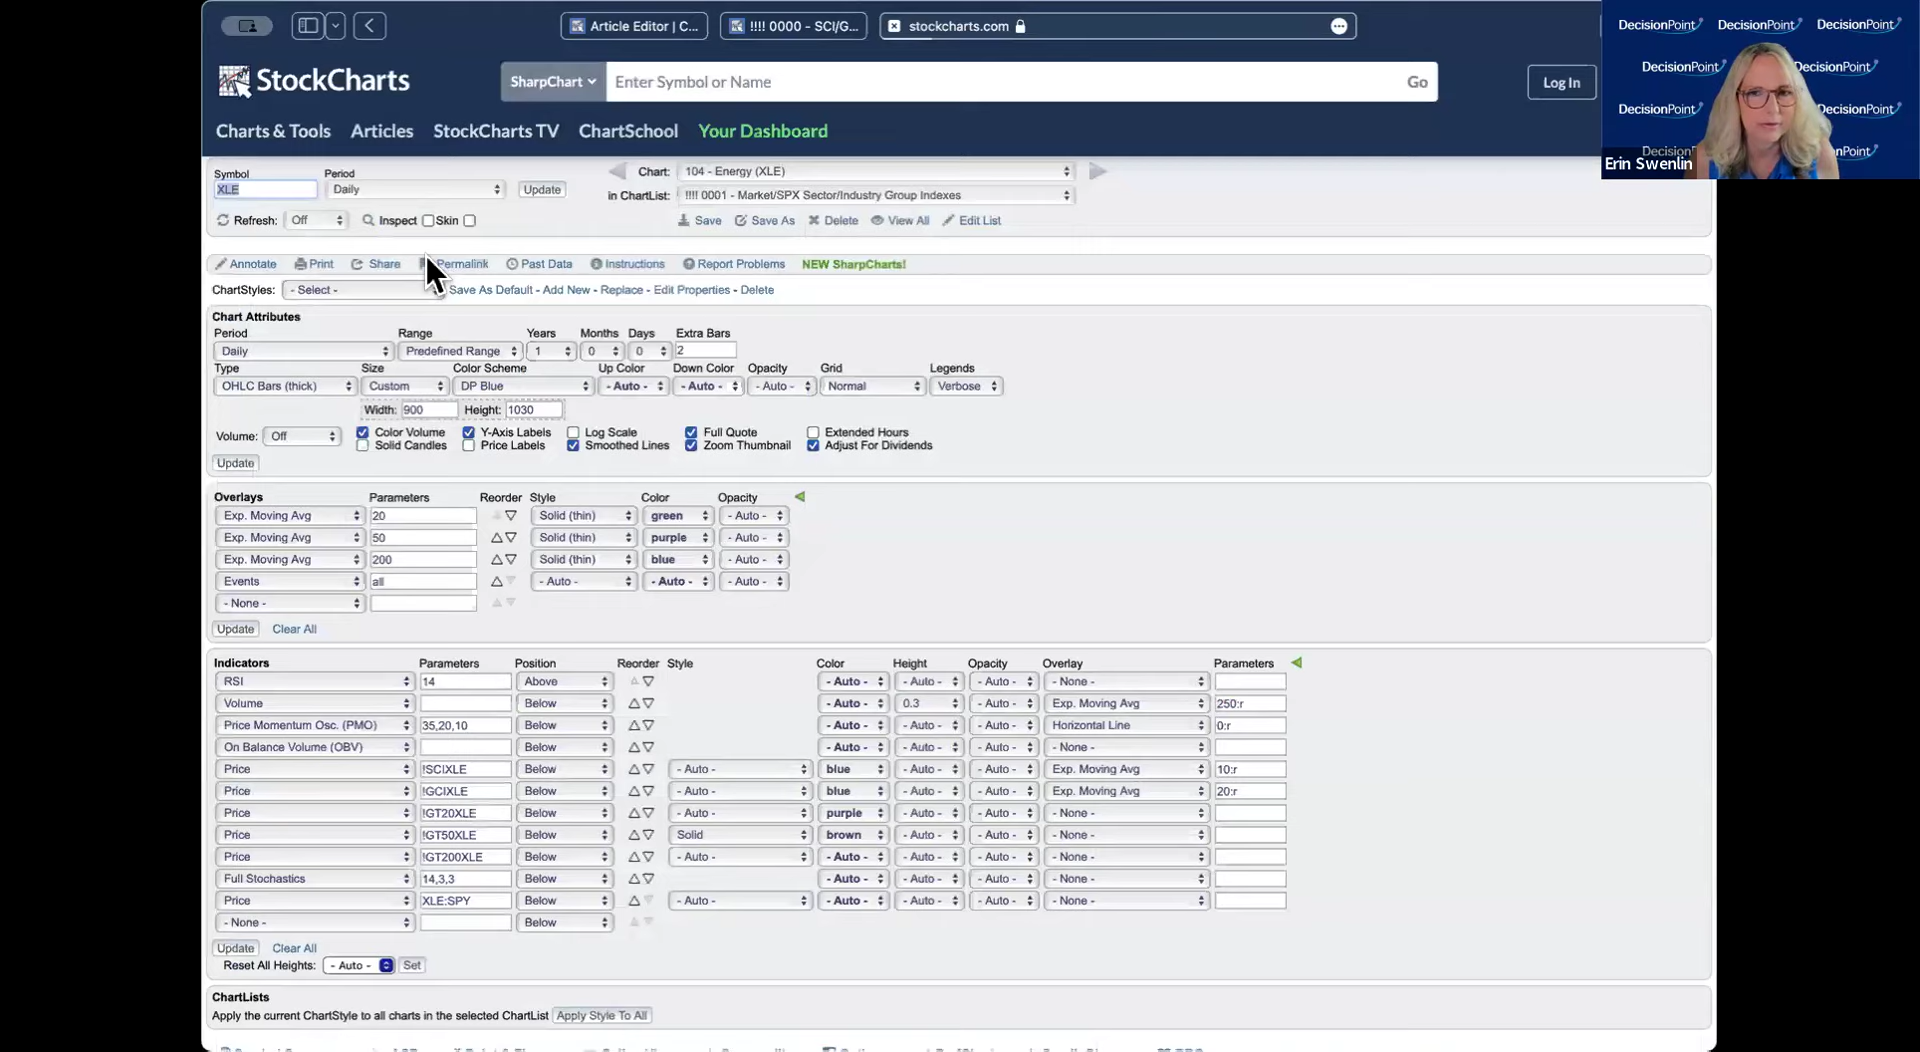 Article Editor | C...
!!!! 0000 - SCI/G...
stockcharts.com
StockCharts
SharpChart
Enter Symbol or Name
Go
Log In
Charts & Tools
Articles
StockCharts TV
ChartSchool
Your Dashboard
DecisionPoint DecisionPoint DecisionPoint
DecisionPoint DecisionPoint
DecisionPoint DecisionPoint
Erin Swenlin
Symbol
XLE
Period
Daily
Update
Chart: 104 - Energy (XLE)
in ChartList: !!!! 0001 - Market/SPX Sector/Industry Group Indexes
Refresh: Off Inspect Skin
Save Save As Delete View All Edit List
Annotate Print Share Permalink Past Data Instructions Report Problems NEW SharpCharts!
ChartStyles: - Select - Save As Default - Add New - Replace - Edit Properties - Delete
Chart Attributes
Period Range Years Months Days Extra Bars
Daily Predefined Range 1 0 0 2
Type Size Color Scheme Up Color Down Color Opacity Grid Legends
OHLC Bars (thick) Custom DP Blue - Auto - - Auto - - Auto - Normal Verbose
Width: 900 Height: 1030
Volume: Off
Color Volume Y-Axis Labels Log Scale Full Quote Extended Hours
Solid Candles Price Labels Smoothed Lines Zoom Thumbnail Adjust For Dividends
Update
Overlays Parameters Reorder Style Color Opacity
Exp. Moving Avg 20 Solid (thin) green - Auto -
Exp. Moving Avg 50 Solid (thin) purple - Auto -
Exp. Moving Avg 200 Solid (thin) blue - Auto -
Events all - Auto - - Auto - - Auto -
- None -
Update Clear All
Indicators Parameters Position Reorder Style Color Height Opacity Overlay Parameters
RSI 14 Above - Auto - - Auto - - Auto - - None -
Volume Below - Auto - 0.3 - Auto - Exp. Moving Avg 250:r
Price Momentum Osc. (PMO) 35,20,10 Below - Auto - - Auto - - Auto - Horizontal Line 0:r
On Balance Volume (OBV) Below - Auto - - Auto - - Auto - - None -
Price !SCIXLE Below - Auto - blue - Auto - - Auto - Exp. Moving Avg 10:r
Price !GCIXLE Below - Auto - blue - Auto - - Auto - Exp. Moving Avg 20:r
Price !GT20XLE Below - Auto - purple - Auto - - Auto - - None -
Price !GT50XLE Below Solid brown - Auto - - Auto - - None -
Price !GT200XLE Below - Auto - - Auto - - Auto - - Auto - - None -
Full Stochastics 14,3,3 Below - Auto - - Auto - - Auto - - None -
Price XLE:SPY Below - Auto - - Auto - - Auto - - Auto - - None -
- None - Below
Update Clear All
Reset All Heights: - Auto - Set
ChartLists
Apply the current ChartStyle to all charts in the selected ChartList Apply Style To All